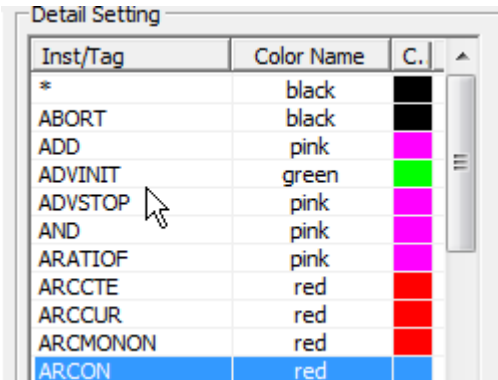 Detail Setting
Inst/Tag Color Name C.
* black
ABORT black
ADD pink
ADVINIT green
ADVSTOP pink
AND pink
ARATIOF pink
ARCCTE red
ARCCUR red
ARCMONON red
ARCON red